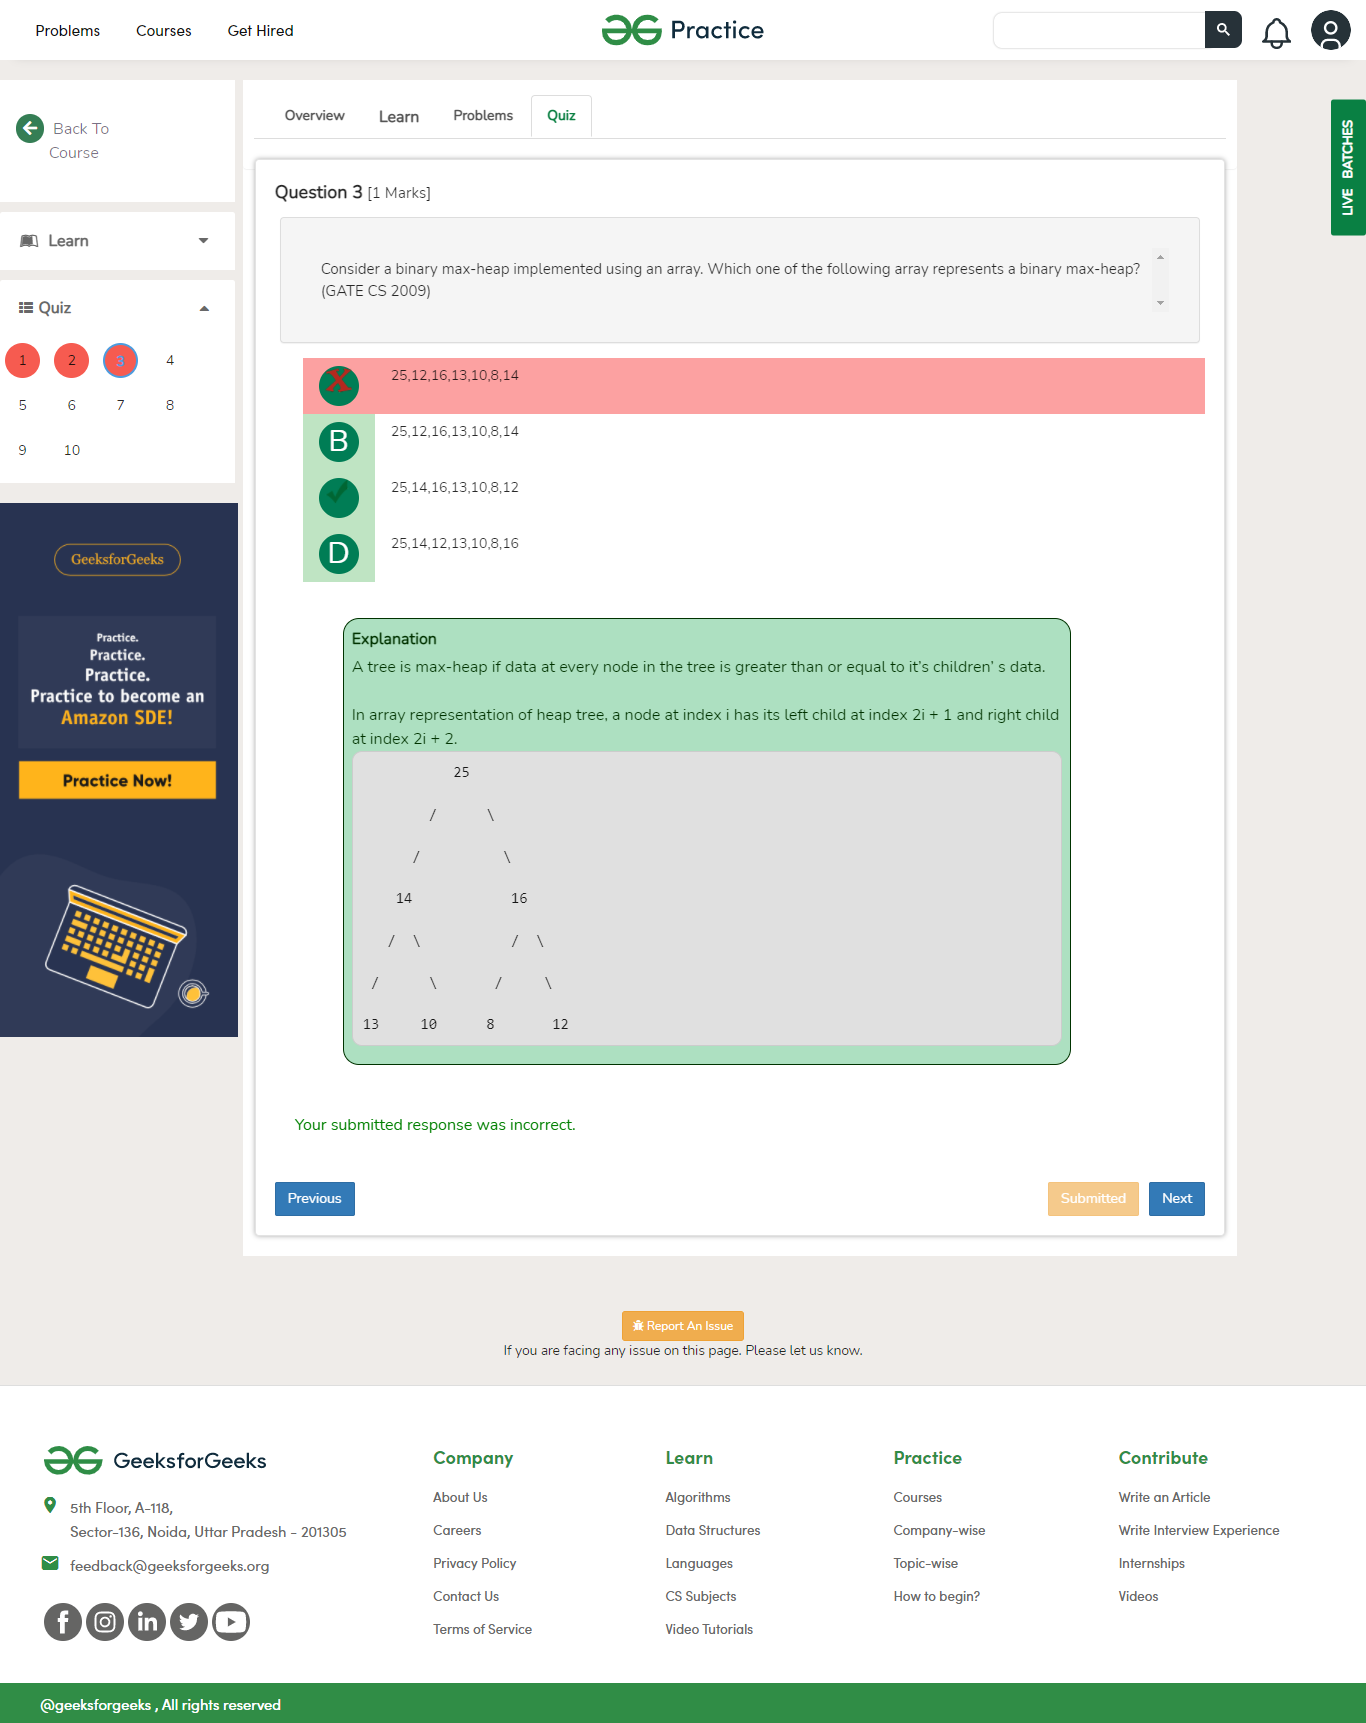 Problems Courses Get Hired
Practice
Back To
Course
Learn
Quiz
1 2 3 4
5 6 7 8
9 10
GeeksforGeeks
Practice.
Practice.
Practice.
Practice to become an
Amazon SDE!
Practice Now!
Overview Learn Problems Quiz
LIVE BATCHES
Question 3 [1 Marks]
Consider a binary max-heap implemented using an array. Which one of the following array represents a binary max-heap?
(GATE CS 2009)
X 25,12,16,13,10,8,14
B 25,12,16,13,10,8,14
25,14,16,13,10,8,12
D 25,14,12,13,10,8,16
Explanation
A tree is max-heap if data at every node in the tree is greater than or equal to it’s children’ s data.
In array representation of heap tree, a node at index i has its left child at index 2i + 1 and right child
at index 2i + 2.
25
/ \
/ \
14 16
/ \ / \
/ \ / \
13 10 8 12
Your submitted response was incorrect.
Previous Submitted Next
Report An Issue
If you are facing any issue on this page. Please let us know.
GeeksforGeeks
5th Floor, A-118,
Sector-136, Noida, Uttar Pradesh - 201305
feedback@geeksforgeeks.org
Company
About Us
Careers
Privacy Policy
Contact Us
Terms of Service
Learn
Algorithms
Data Structures
Languages
CS Subjects
Video Tutorials
Practice
Courses
Company-wise
Topic-wise
How to begin?
Contribute
Write an Article
Write Interview Experience
Internships
Videos
@geeksforgeeks , All rights reserved